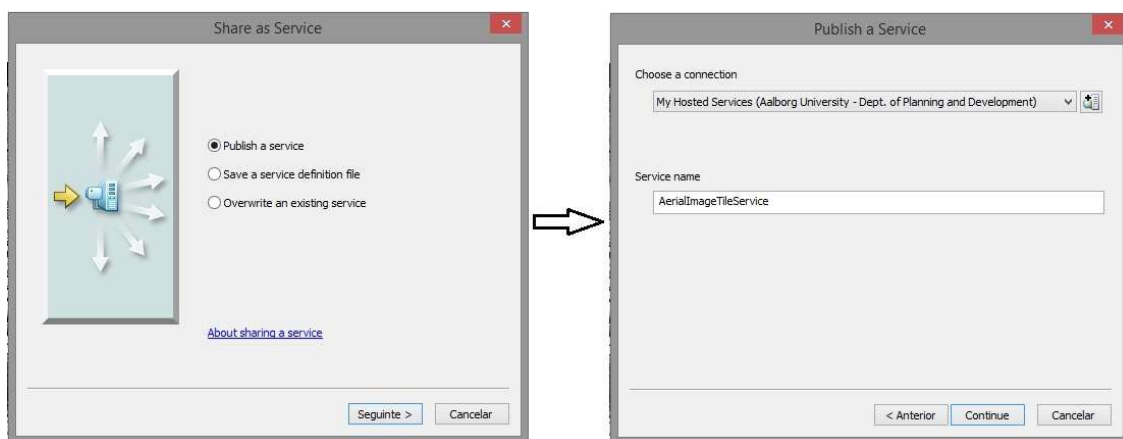 Share as Service
Publish a service
Save a service definition file
Overwrite an existing service
About sharing a service
Seguinte >
Cancelar
Publish a Service
Choose a connection
My Hosted Services (Aalborg University - Dept. of Planning and Development)
Service name
AerialImageTileService
< Anterior
Continue
Cancelar